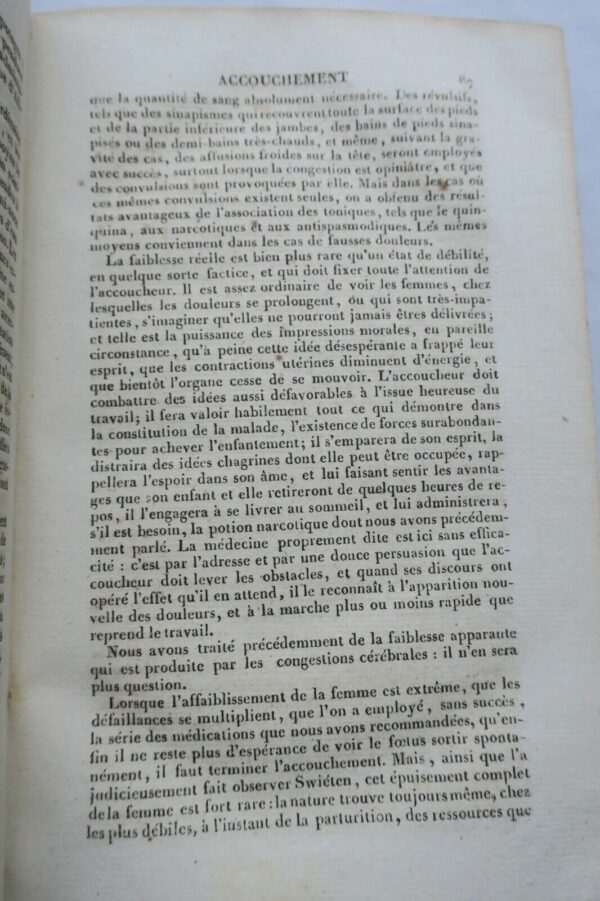 ACCOUCHEMENT 87
que la quantité de sang absolument nécessaire. Des révulsifs,
tels que des sinapismes qui recouvrent toute la surface des pieds
et de la partie inférieure des jambes, des bains de pieds sina-
pisés ou des demi-bains très-chauds, et même, suivant la gra-
vité des cas, des affusions froides sur la tête, seront employés
avec succès, surtout lorsque la congestion est opiniâtre, et que
des convulsions sont provoquées par elle. Mais dans les cas où
ces mêmes convulsions existent seules, on a obtenu des résul-
tats avantageux de l'association des toniques, tels que le quin-
quina, aux narcotiques et aux antispasmodiques. Les mêmes
moyens conviennent dans les cas de fausses douleurs.
La faiblesse réelle est bien plus rare qu'un état de débilité,
en quelque sorte factice, et qui doit fixer toute l'attention de
l'accoucheur. Il est assez ordinaire de voir les femmes, chez
lesquelles les douleurs se prolongent, ou qui sont très-impa-
tientes, s'imaginer qu'elles ne pourront jamais êtres délivrées;
et telle est la puissance des impressions morales, en pareille
circonstance, qu'à peine cette idée désespérante a frappé leur
esprit, que les contractions utérines diminuent d'énergie, et
que bientôt l'organe cesse de se mouvoir. L'accoucheur doit
combattre des idées aussi défavorables à l'issue heureuse du
travail; il fera valoir habilement tout ce qui démontre dans
la constitution de la malade, l'existence de forces surabondan-
tes pour achever l'enfantement; il s'emparera de son esprit, la
distraira des idées chagrines dont elle peut être occupée, rap-
pellera l'espoir dans son âme, et lui faisant sentir les avanta-
ges que son enfant et elle retireront de quelques heures de re-
pos, il l'engagera à se livrer au sommeil, et lui administrera,
s'il est besoin, la potion narcotique dont nous avons précédem-
ment parlé. La médecine proprement dite est ici sans effica-
cité : c'est par l'adresse et par une douce persuasion que l'ac-
coucheur doit lever les obstacles, et quand ses discours ont
opéré l'effet qu'il en attend, il le reconnaît à l'apparition nou-
velle des douleurs, et à la marche plus ou moins rapide que
reprend le travail.
Nous avons traité précédemment de la faiblesse apparante
qui est produite par les congestions cérébrales : il n'en sera
plus question.
Lorsque l'affaiblissement de la femme est extrême, que les
défaillances se multiplient, que l'on a employé, sans succès,
la série des médications que nous avons recommandées, qu'en-
fin il ne reste plus d'espérance de voir le fœtus sortir sponta-
nément, il faut terminer l'accouchement. Mais, ainsi que l'a
judicieusement fait observer Swiéten, cet épuisement complet
de la femme est fort rare : la nature trouve toujours même, chez
les plus débiles, à l'instant de la parturition, des ressources que